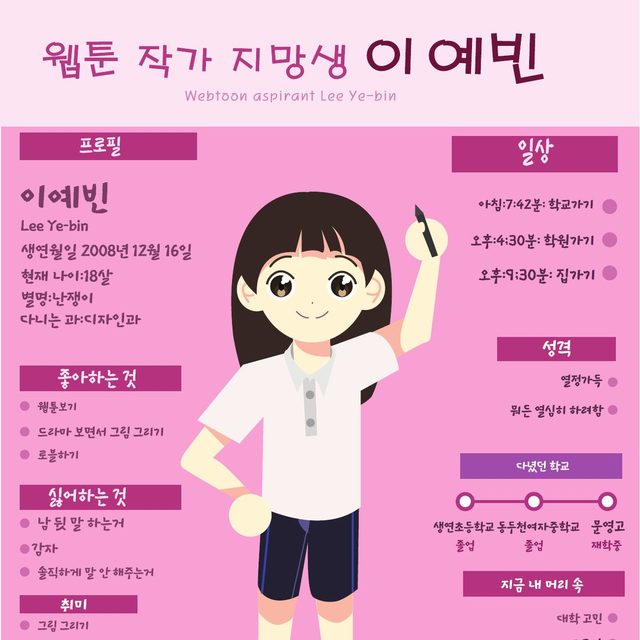 웹툰 작가 지망생 이예빈
Webtoon aspirant Lee Ye-bin
프로필
이예빈
Lee Ye-bin
생연월일 2008년 12월 16일
현재 나이:18살
별명:난쟁이
다니는 과:디자인과
좋아하는 것
웹툰보기
드라마 보면서 그림 그리기
로블하기
싫어하는 것
남 뒷 말 하는거
감자
솔직하게 말 안 해주는거
취미
그림 그리기
일상
아침:7:42분: 학교가기
오후:4:30분: 학원가기
오후:9:30분: 집가기
성격
열정가득
뭐든 열심히 하려함
다녔던 학교
생연초등학교 동두천여자중학교 문영고
졸업 졸업 재학중
지금 내 머리 속
대학 고민